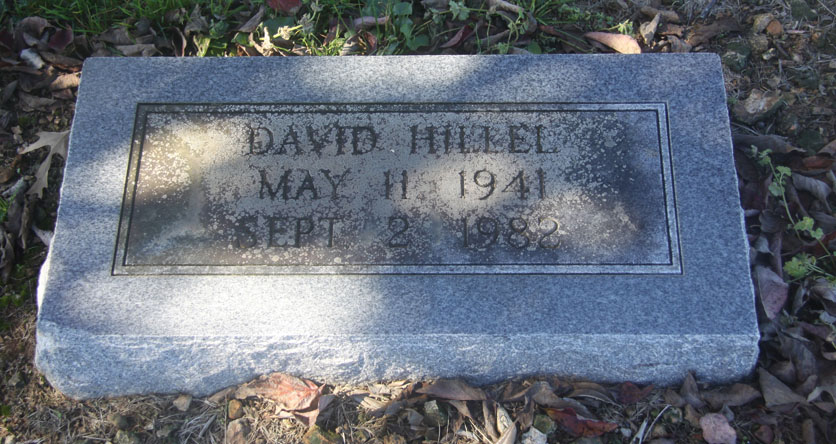 DAVID HILLEL
MAY 11 1941
SEPT 2 1982